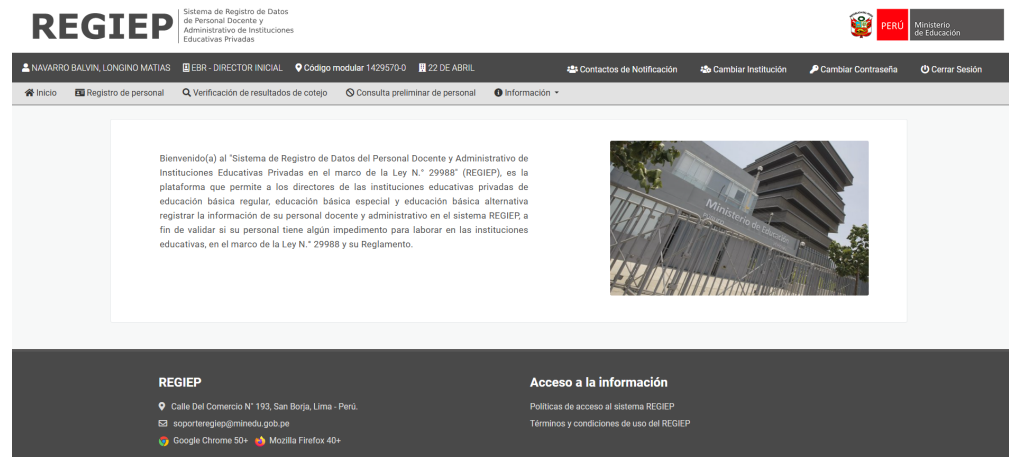 REGIEP
Sistema de Registro de Datos
de Personal Docente y
Administrativo de Instituciones
Educativas Privadas
PERÚ
Ministerio
de Educación
NAVARRO BALVIN, LONGINO MATIAS EBR - DIRECTOR INICIAL Código modular 1429570-0 22 DE ABRIL Contactos de Notificación Cambiar Institución Cambiar Contraseña Cerrar Sesión
Inicio Registro de personal Verificación de resultados de cotejo Consulta preliminar de personal Información
Bienvenido(a) al "Sistema de Registro de Datos del Personal Docente y Administrativo de
Instituciones Educativas Privadas en el marco de la Ley N.° 29988" (REGIEP), es la
plataforma que permite a los directores de las instituciones educativas privadas de
educación básica regular, educación básica especial y educación básica alternativa
registrar la información de su personal docente y administrativo en el sistema REGIEP, a
fin de validar si su personal tiene algún impedimento para laborar en las instituciones
educativas, en el marco de la Ley N.° 29988 y su Reglamento.
Ministerio de Educación
REGIEP
Calle Del Comercio N° 193, San Borja, Lima - Perú.
soporteregiep@minedu.gob.pe
Google Chrome 50+ Mozilla Firefox 40+
Acceso a la información
Políticas de acceso al sistema REGIEP
Términos y condiciones de uso del REGIEP